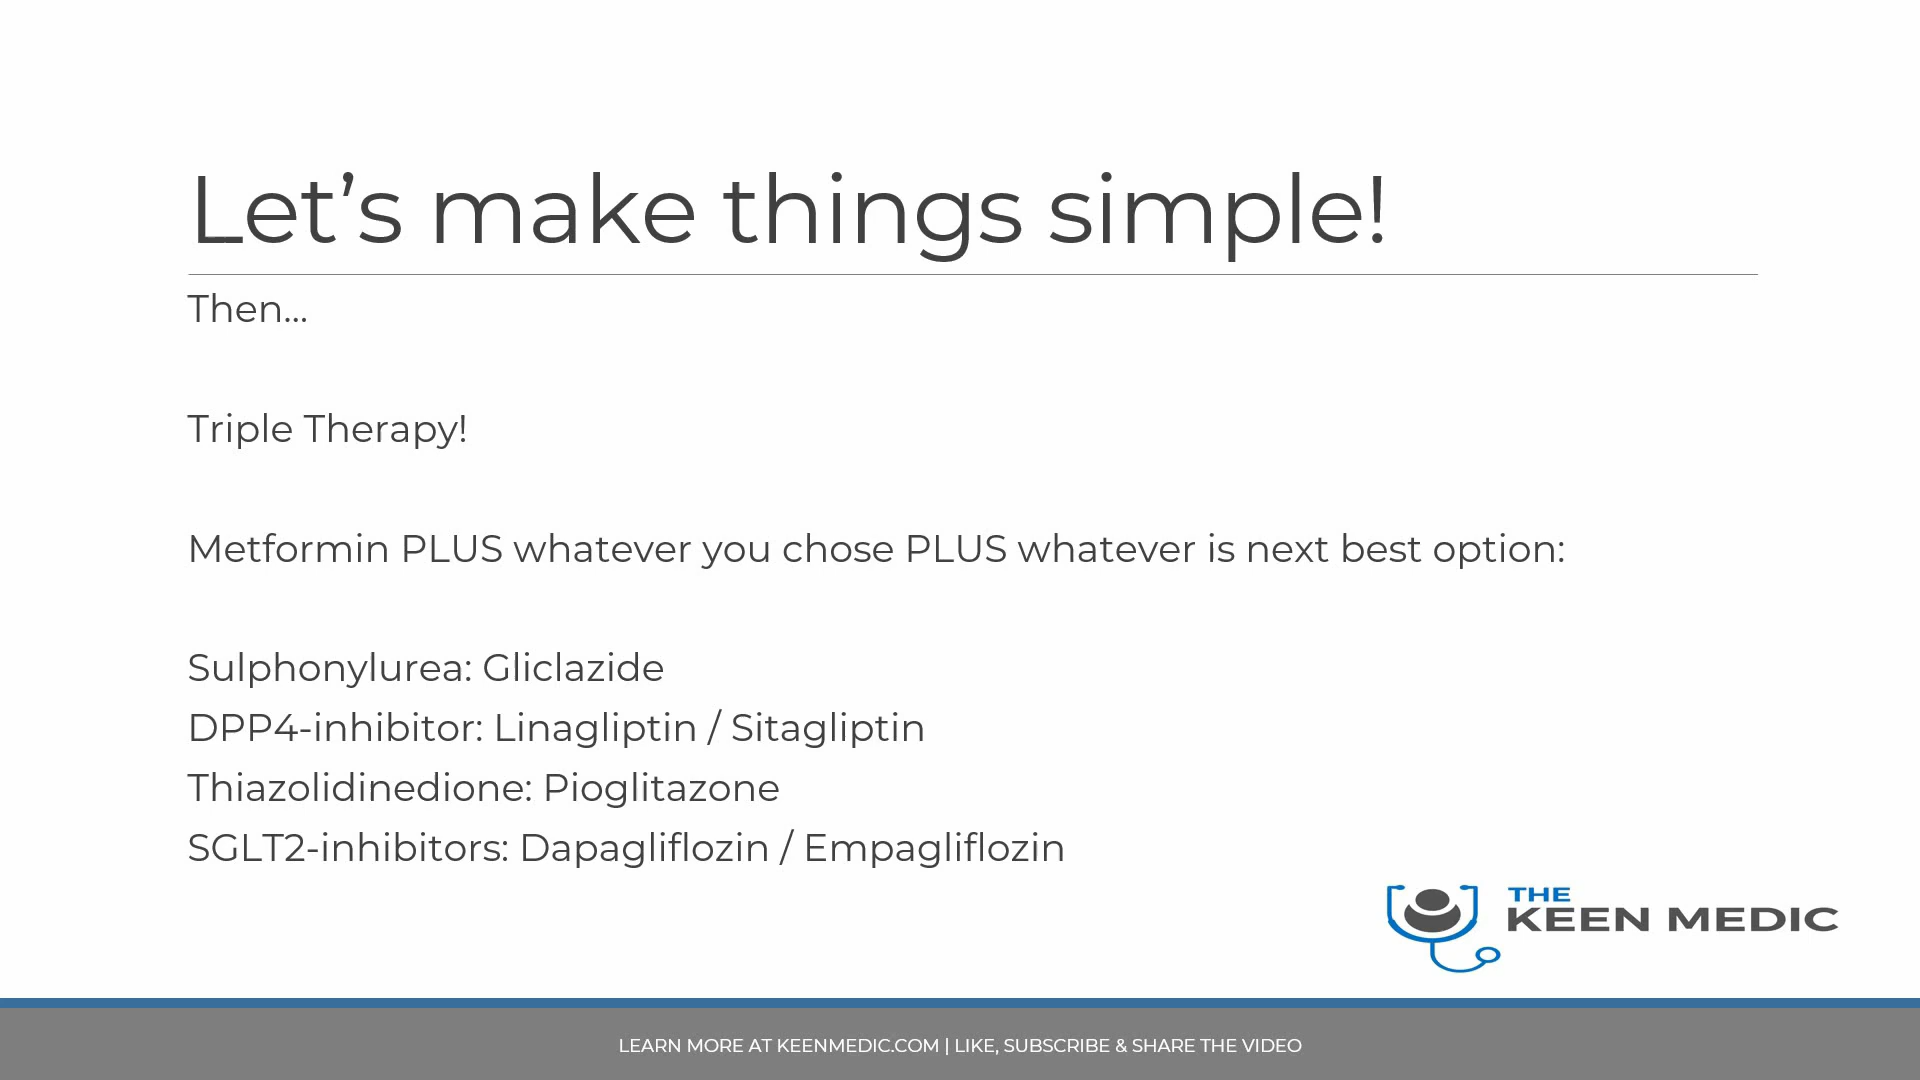 Let’s make things simple!
Then...
Triple Therapy!
Metformin PLUS whatever you chose PLUS whatever is next best option:
Sulphonylurea: Gliclazide
DPP4-inhibitor: Linagliptin / Sitagliptin
Thiazolidinedione: Pioglitazone
SGLT2-inhibitors: Dapagliflozin / Empagliflozin
THE
KEEN MEDIC
LEARN MORE AT KEENMEDIC.COM | LIKE, SUBSCRIBE & SHARE THE VIDEO